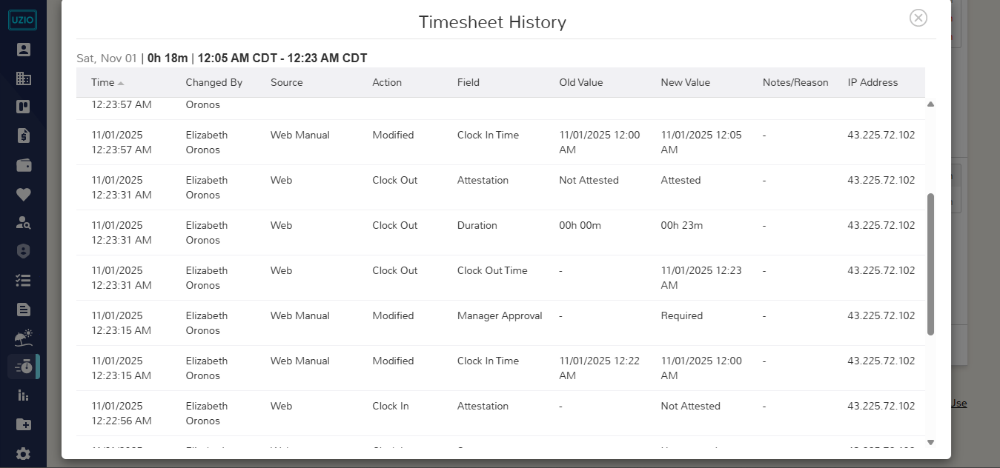 UZIO
Timesheet History
Sat, Nov 01 | 0h 18m | 12:05 AM CDT - 12:23 AM CDT
Time Changed By Source Action Field Old Value New Value Notes/Reason IP Address
12:23:57 AM Oronos
11/01/2025 Elizabeth Web Manual Modified Clock In Time 11/01/2025 12:00 11/01/2025 12:05 - 43.225.72.102
12:23:57 AM Oronos AM AM
11/01/2025 Elizabeth Web Clock Out Attestation Not Attested Attested - 43.225.72.102
12:23:31 AM Oronos
11/01/2025 Elizabeth Web Clock Out Duration 00h 00m 00h 23m - 43.225.72.102
12:23:31 AM Oronos
11/01/2025 Elizabeth Web Clock Out Clock Out Time - 11/01/2025 12:23 - 43.225.72.102
12:23:31 AM Oronos AM
11/01/2025 Elizabeth Web Manual Modified Manager Approval - Required - 43.225.72.102
12:23:15 AM Oronos
11/01/2025 Elizabeth Web Manual Modified Clock In Time 11/01/2025 12:22 11/01/2025 12:00 - 43.225.72.102
12:23:15 AM Oronos AM AM
11/01/2025 Elizabeth Web Clock In Attestation - Not Attested - 43.225.72.102
12:22:56 AM Oronos
Use